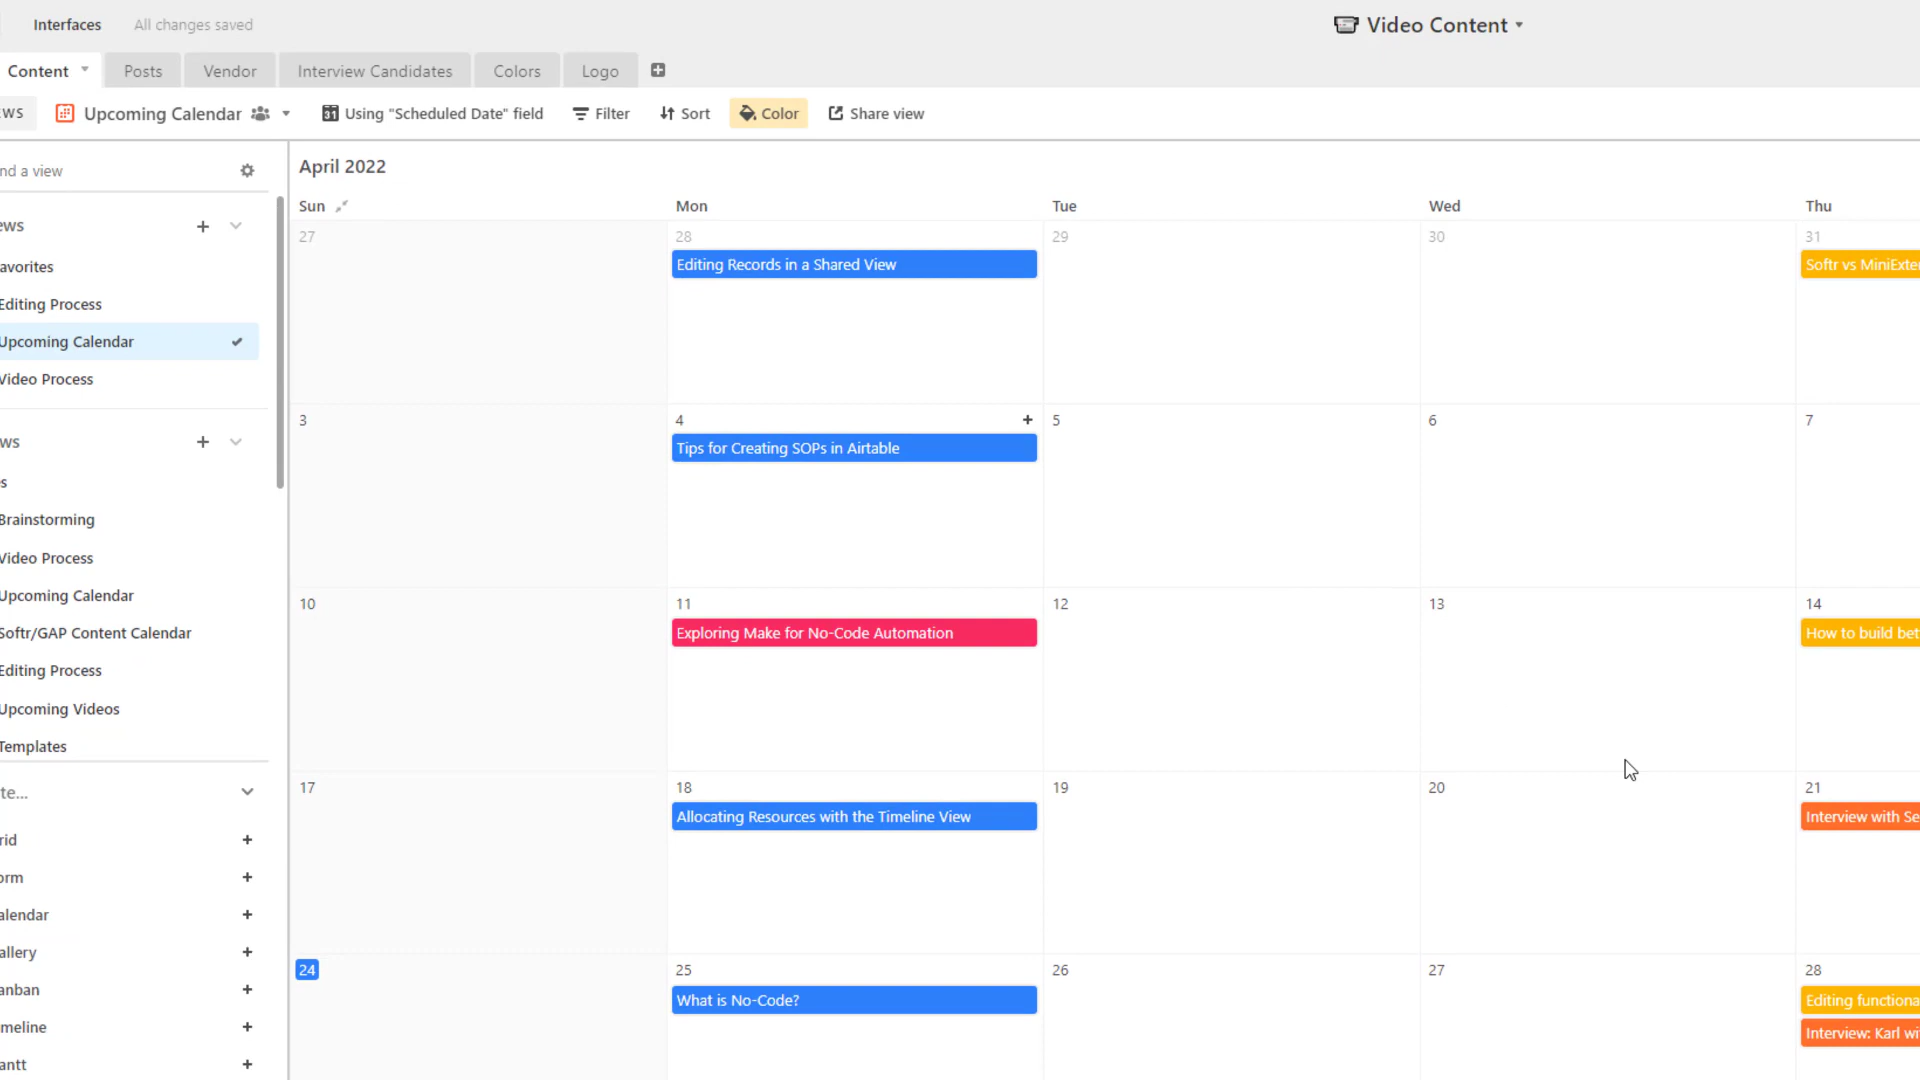 Interfaces All changes saved Video Content
Content Posts Vendor Interview Candidates Colors Logo
EWS Upcoming Calendar 31 Using "Scheduled Date" field Filter Sort Color Share view
nd a view
April 2022
Sun Mon Tue Wed Thu
27 28 29 30 31
Editing Records in a Shared View
Softr vs MiniExte
ews
avorites
Editing Process
Upcoming Calendar
Video Process
3 4 5 6 7
Tips for Creating SOPs in Airtable
ws
s
Brainstorming
Video Process
Upcoming Calendar
Softr/GAP Content Calendar
Editing Process
Upcoming Videos
Templates
10 11 12 13 14
Exploring Make for No-Code Automation
How to build bet
17 18 19 20 21
Allocating Resources with the Timeline View
Interview with Se
te...
rid
orm
alendar
allery
anban
meline
antt
24 25 26 27 28
What is No-Code?
Editing functiona
Interview: Karl wi